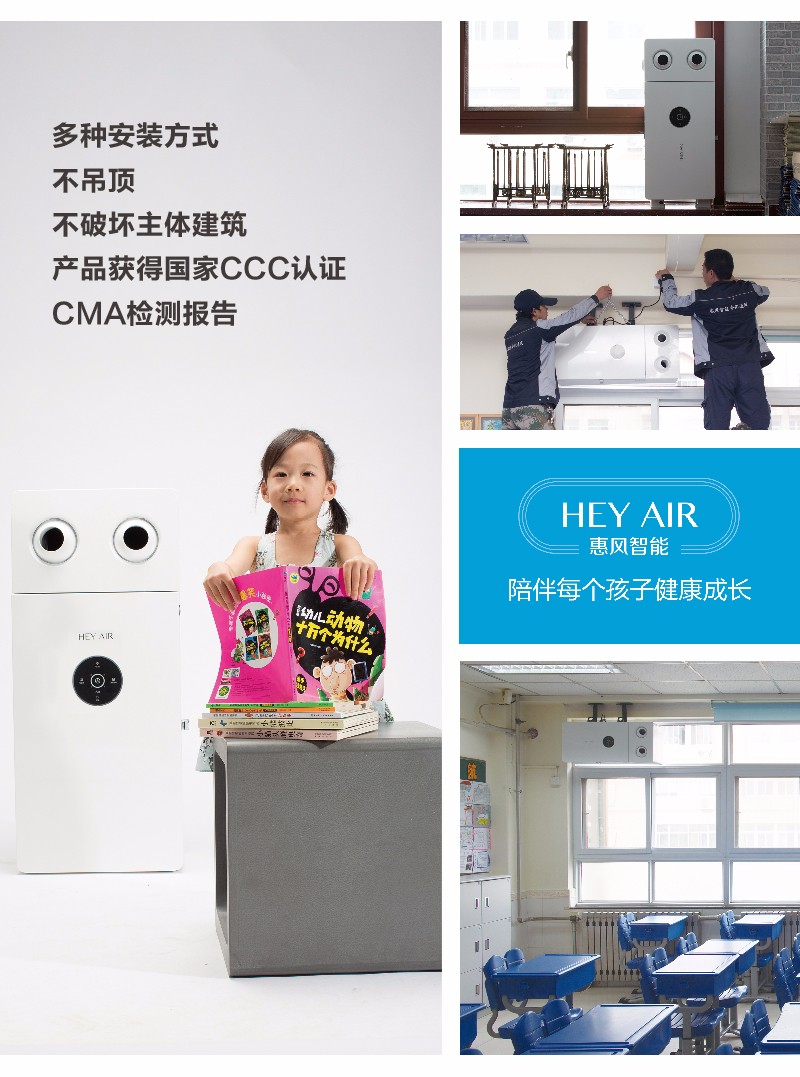 多种安装方式
不吊顶
不破坏主体建筑
产品获得国家CCC认证
CMA检测报告
HEY AIR
幼儿动物
十万个为什么
HEY AIR
惠风智能
陪伴每个孩子健康成长